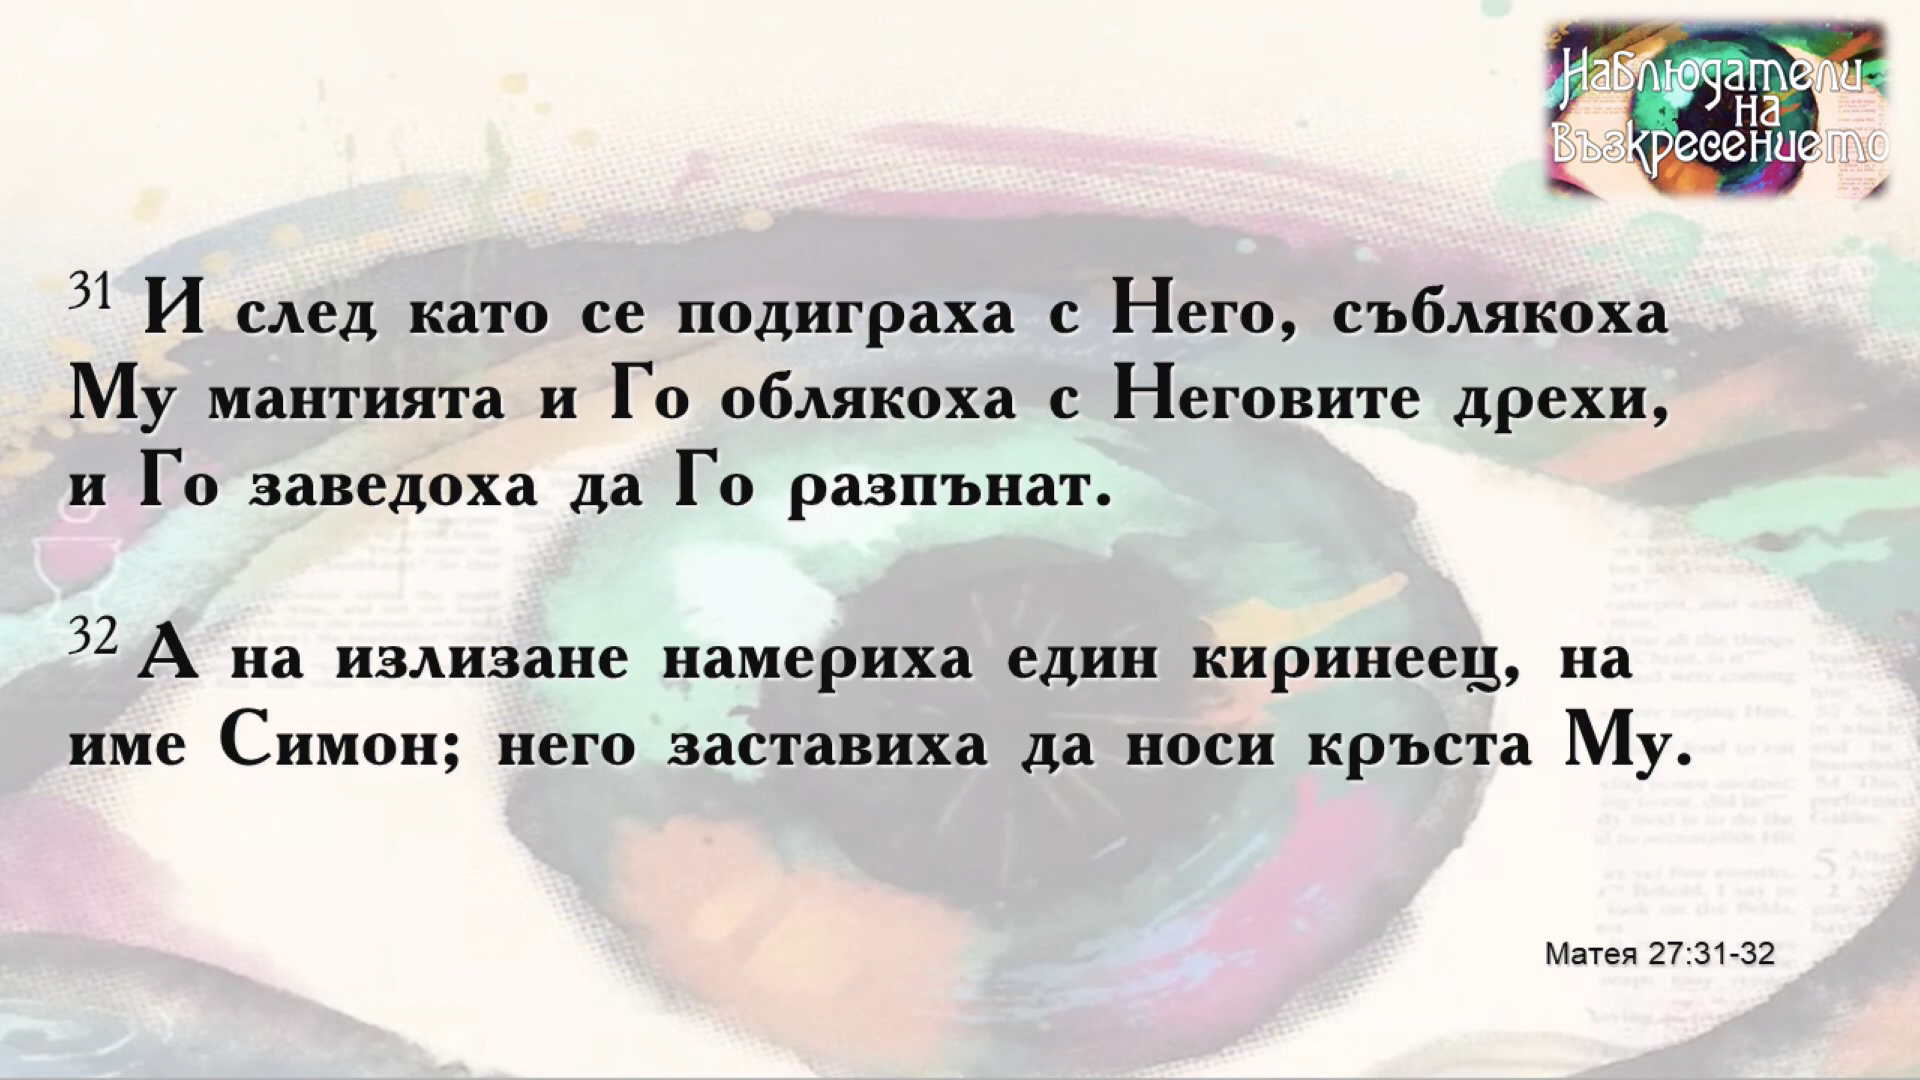 Наблюдатели
на
Възкресението
31 И след като се подиграха с Него, съблякоха
Му мантията и Го облякоха с Неговите дрехи,
и Го заведоха да Го разпънат.
32 А на излизане намериха един киринеец, на
име Симон; него заставиха да носи кръста Му.
Матея 27:31-32